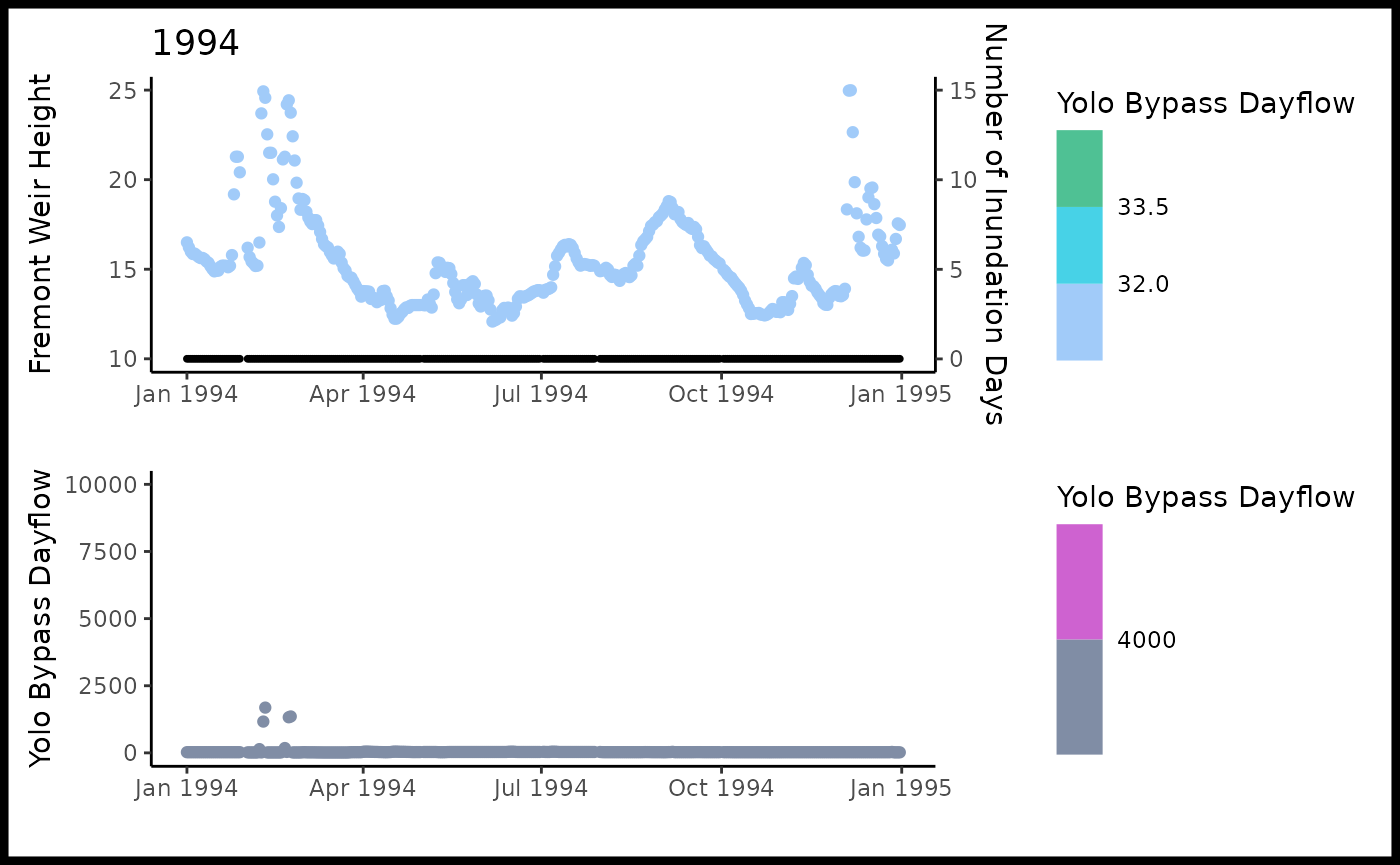 1994
Fremont Weir Height
25
20
15
10
15
10
5
0
Number of Inundation Days
Jan 1994 Apr 1994 Jul 1994 Oct 1994 Jan 1995
Yolo Bypass Dayflow
33.5
32.0
Yolo Bypass Dayflow
10000
7500
5000
2500
0
Jan 1994 Apr 1994 Jul 1994 Oct 1994 Jan 1995
Yolo Bypass Dayflow
4000